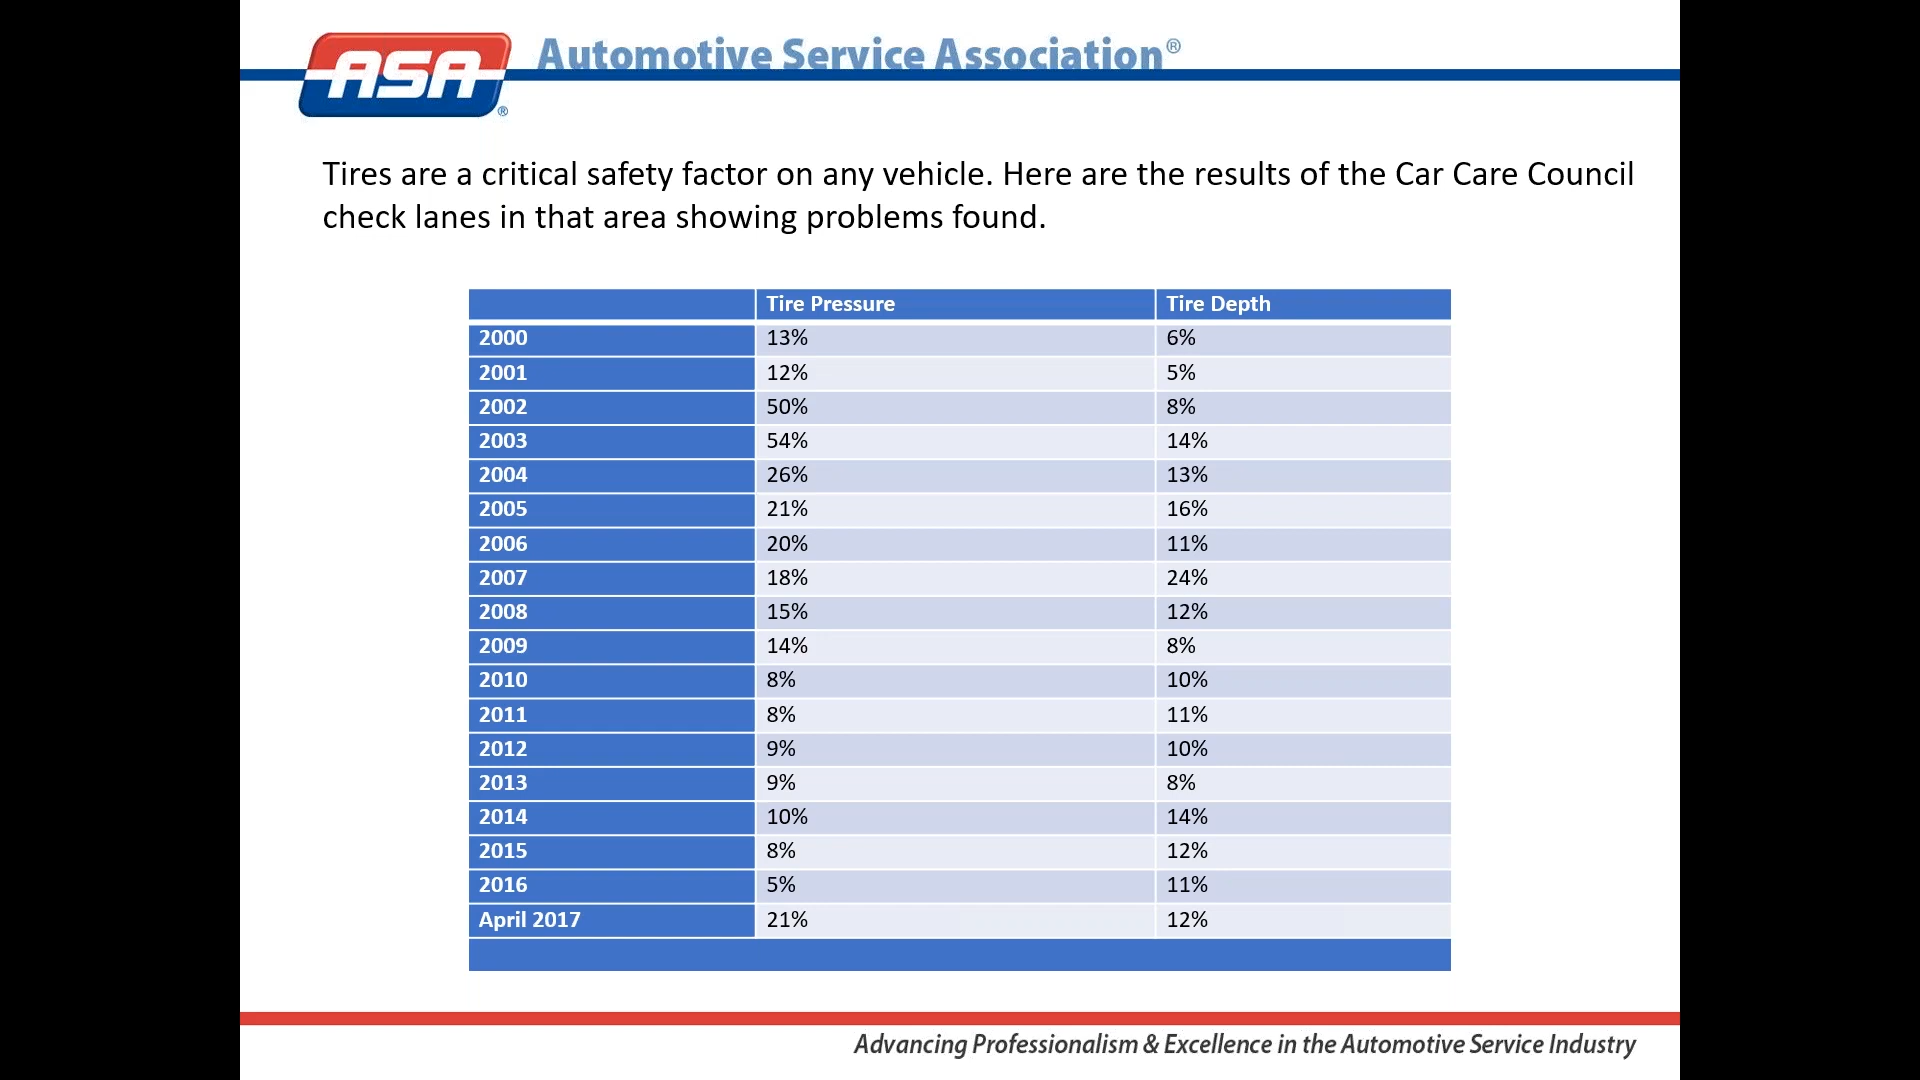 ASA
®
Automotive Service Association®
Tires are a critical safety factor on any vehicle. Here are the results of the Car Care Council
check lanes in that area showing problems found.
Tire Pressure Tire Depth
2000 13% 6%
2001 12% 5%
2002 50% 8%
2003 54% 14%
2004 26% 13%
2005 21% 16%
2006 20% 11%
2007 18% 24%
2008 15% 12%
2009 14% 8%
2010 8% 10%
2011 8% 11%
2012 9% 10%
2013 9% 8%
2014 10% 14%
2015 8% 12%
2016 5% 11%
April 2017 21% 12%
Advancing Professionalism & Excellence in the Automotive Service Industry